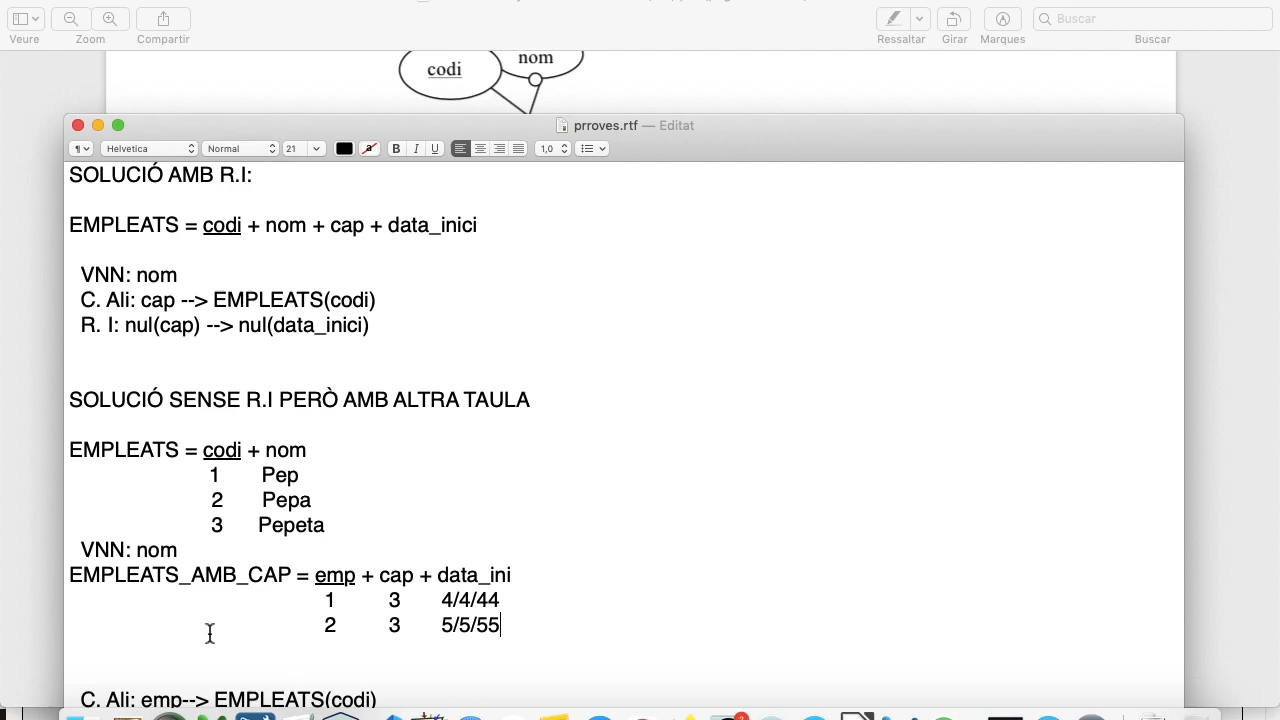 Veure
Zoom
Compartir
Ressaltar
Girar
Marques
Buscar
Buscar
nom
codi
prroves.rtf — Editat
Helvetica
Normal
21
B I U
1,0
SOLUCIÓ AMB R.I:
EMPLEATS = codi + nom + cap + data_inici
VNN: nom
C. Ali: cap --> EMPLEATS(codi)
R. I: nul(cap) --> nul(data_inici)
SOLUCIÓ SENSE R.I PERÒ AMB ALTRA TAULA
EMPLEATS = codi + nom
1 Pep
2 Pepa
3 Pepeta
VNN: nom
EMPLEATS_AMB_CAP = emp + cap + data_ini
1 3 4/4/44
2 3 5/5/55
C. Ali: emp--> EMPLEATS(codi)